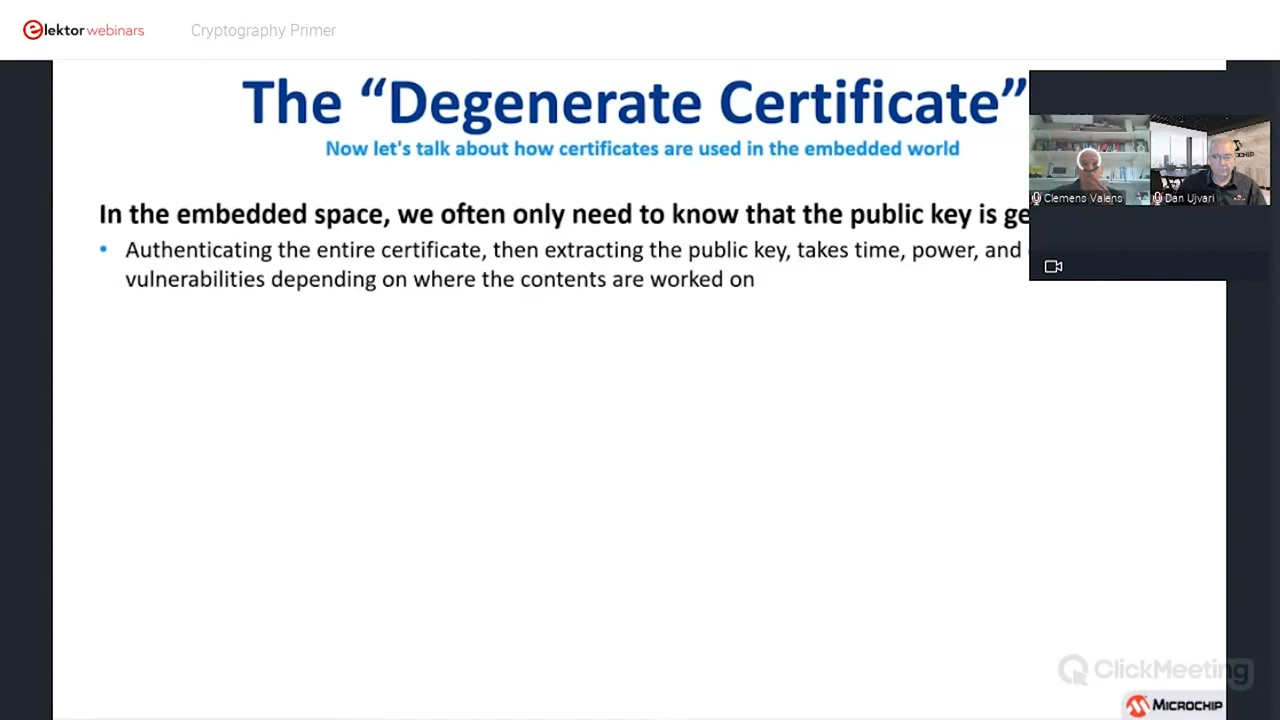 elektor webinars
Cryptography Primer
The “Degenerate Certificate”
Now let's talk about how certificates are used in the embedded world
In the embedded space, we often only need to know that the public key is
• Authenticating the entire certificate, then extracting the public key, takes time, power, and
vulnerabilities depending on where the contents are worked on
Clemens Valens
Dan Ujvari
MICROCHIP
ClickMeeting
MICROCHIP